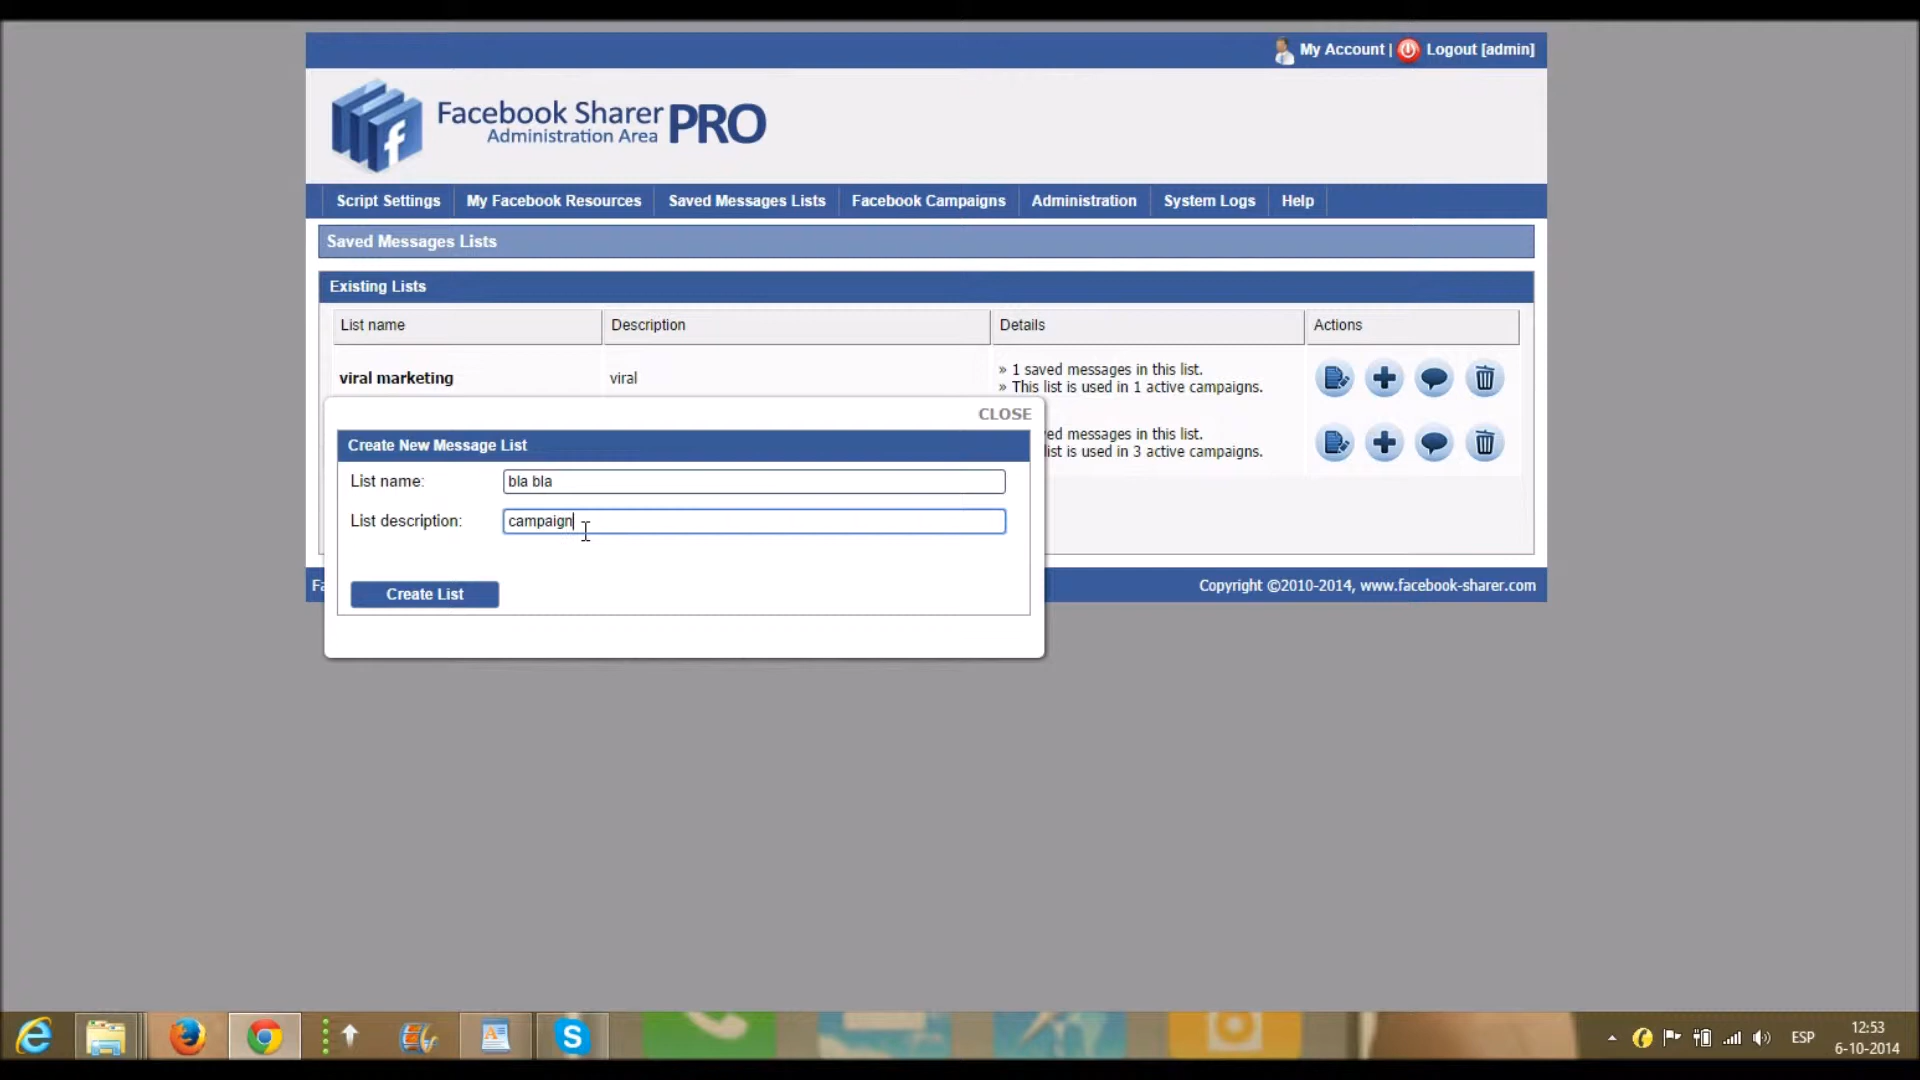 My Account | Logout [admin]
Facebook Sharer PRO
Administration Area
Script Settings My Facebook Resources Saved Messages Lists Facebook Campaigns Administration System Logs Help
Saved Messages Lists
Existing Lists
List name Description Details Actions
viral marketing viral » 1 saved messages in this list.
» This list is used in 1 active campaigns.
CLOSE
messages in this list.
is used in 3 active campaigns.
Create New Message List
List name: bla bla
List description: campaign
Create List
Copyright ©2010-2014, www.facebook-sharer.com
ESP
12:53
6-10-2014